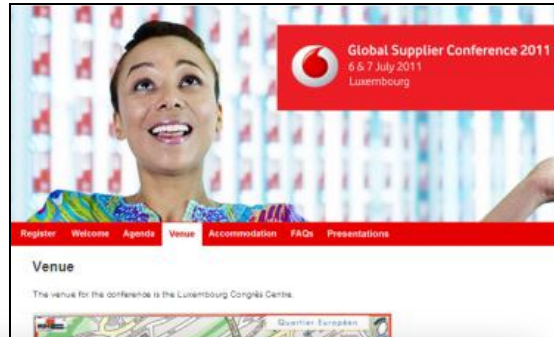 Global Supplier Conference 2011
6 & 7 July 2011
Luxembourg
Register Welcome Agenda Venue Accommodation FAQs Presentations
Venue
The venue for the conference is the Luxembourg Congrès Centre.
Quartier Européen